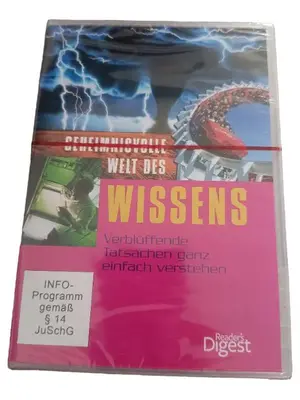 GEHEIMNISVOLLE
WELT DES
WISSENS
Verblüffende
Tatsachen ganz
einfach verstehen
INFO-
Programm
gemäß
§ 14
JuSchG
Reader's
Digest